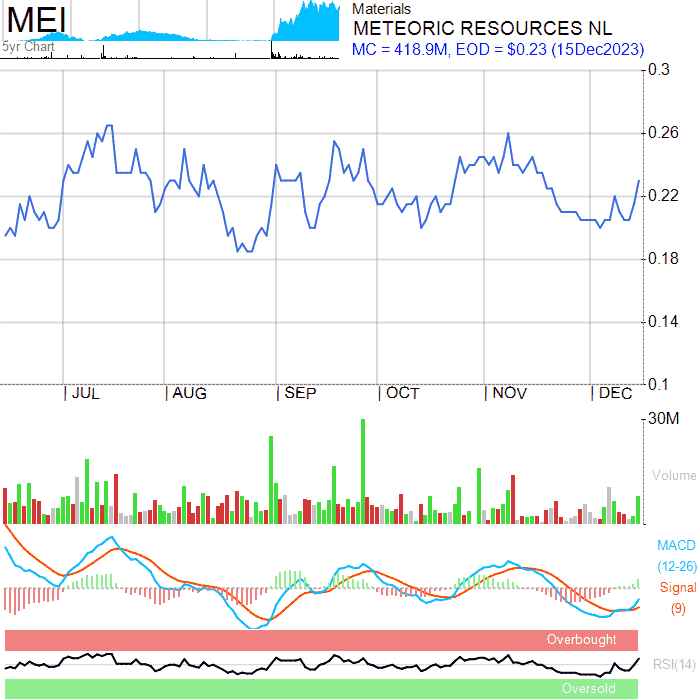 MEI
5yr Chart
Materials
METEORIC RESOURCES NL
MC = 418.9M, EOD = $0.23 (15Dec2023)
0.3
0.26
0.22
0.18
0.14
0.1
JUL AUG SEP OCT NOV DEC
30M
Volume
MACD
(12-26)
Signal
(9)
Overbought
RSI(14)
Oversold